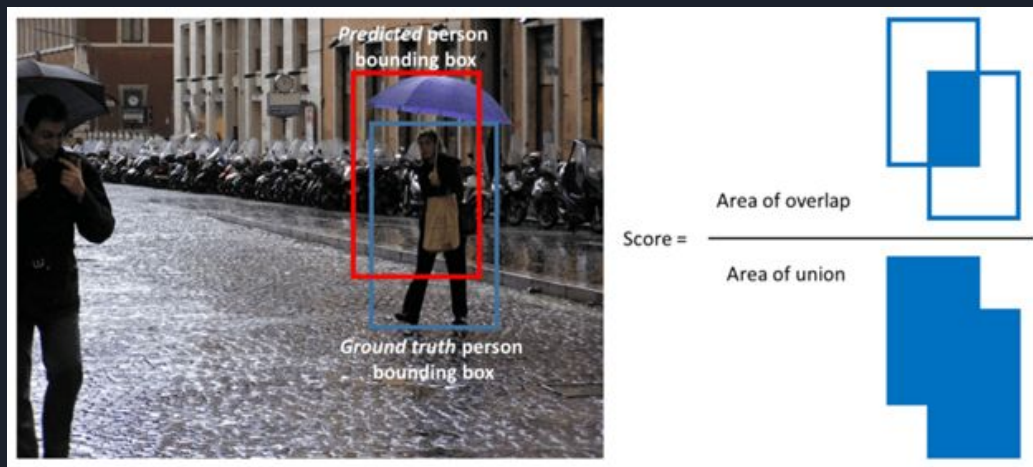 Predicted person
bounding box
Ground truth person
bounding box
Score =
Area of overlap
Area of union